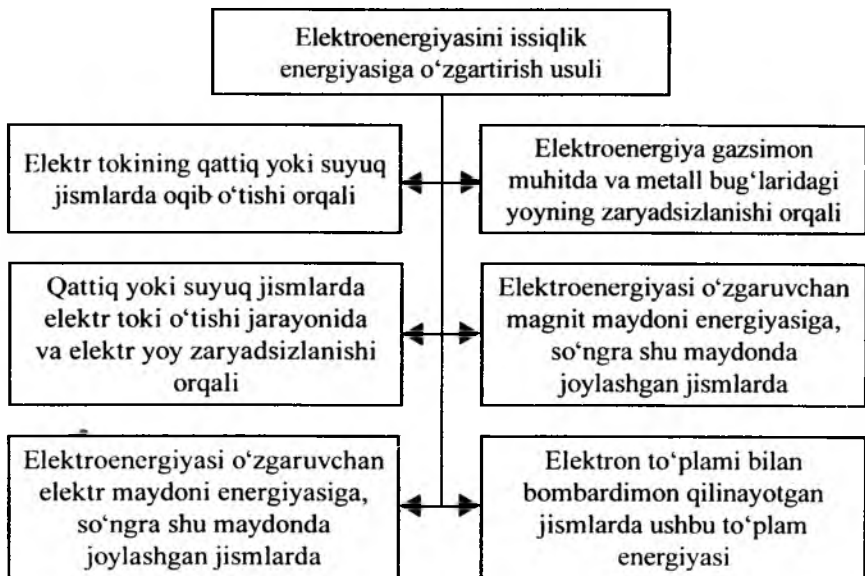 Elektroenergiyasini issiqlik
energiyasiga o‘zgartirish usuli
Elektr tokining qattiq yoki suyuq
jismlarda oqib o‘tishi orqali
Elektroenergiya gazsimon
muhitda va metall bug‘laridagi
yoyning zaryadsizlanishi orqali
Qattiq yoki suyuq jismlarda
elektr toki o‘tishi jarayonida
va elektr yoy zaryadsizlanishi
orqali
Elektroenergiyasi o‘zgaruvchan
magnit maydoni energiyasiga,
so‘ngra shu maydonda
joylashgan jismlarda
Elektroenergiyasi o‘zgaruvchan
elektr maydoni energiyasiga,
so‘ngra shu maydonda
joylashgan jismlarda
Elektron to‘plami bilan
bombardimon qilinayotgan
jismlarda ushbu to‘plam
energiyasi